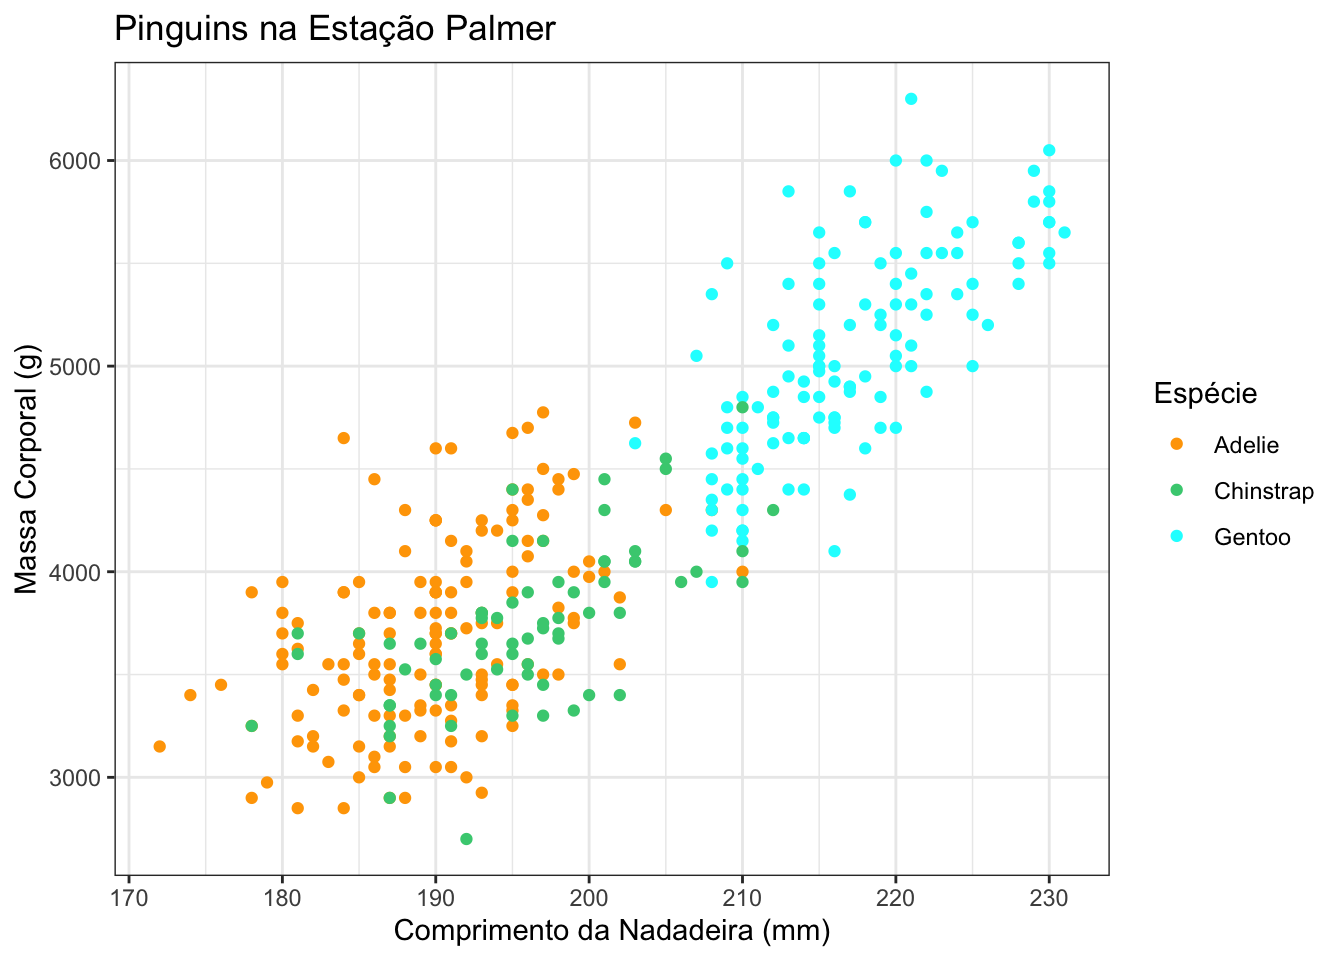 Pinguins na Estação Palmer
Massa Corporal (g)
6000
5000
4000
3000
170 180 190 200 210 220 230
Comprimento da Nadadeira (mm)
Espécie
Adelie
Chinstrap
Gentoo